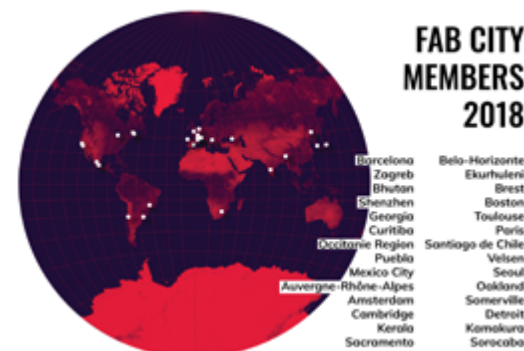 FAB CITY
MEMBERS
2018
Barcelona
Zagreb
Bhutan
Shenzhen
Georgia
Curitiba
Occitanie Region
Puebla
Mexico City
Auvergne-Rhône-Alpes
Amsterdam
Cambridge
Kerala
Sacramento
Belo-Horizonte
Ekurhuleni
Brest
Boston
Toulouse
Paris
Santiago de Chile
Velsen
Seoul
Oakland
Somerville
Detroit
Kamakura
Sorocaba